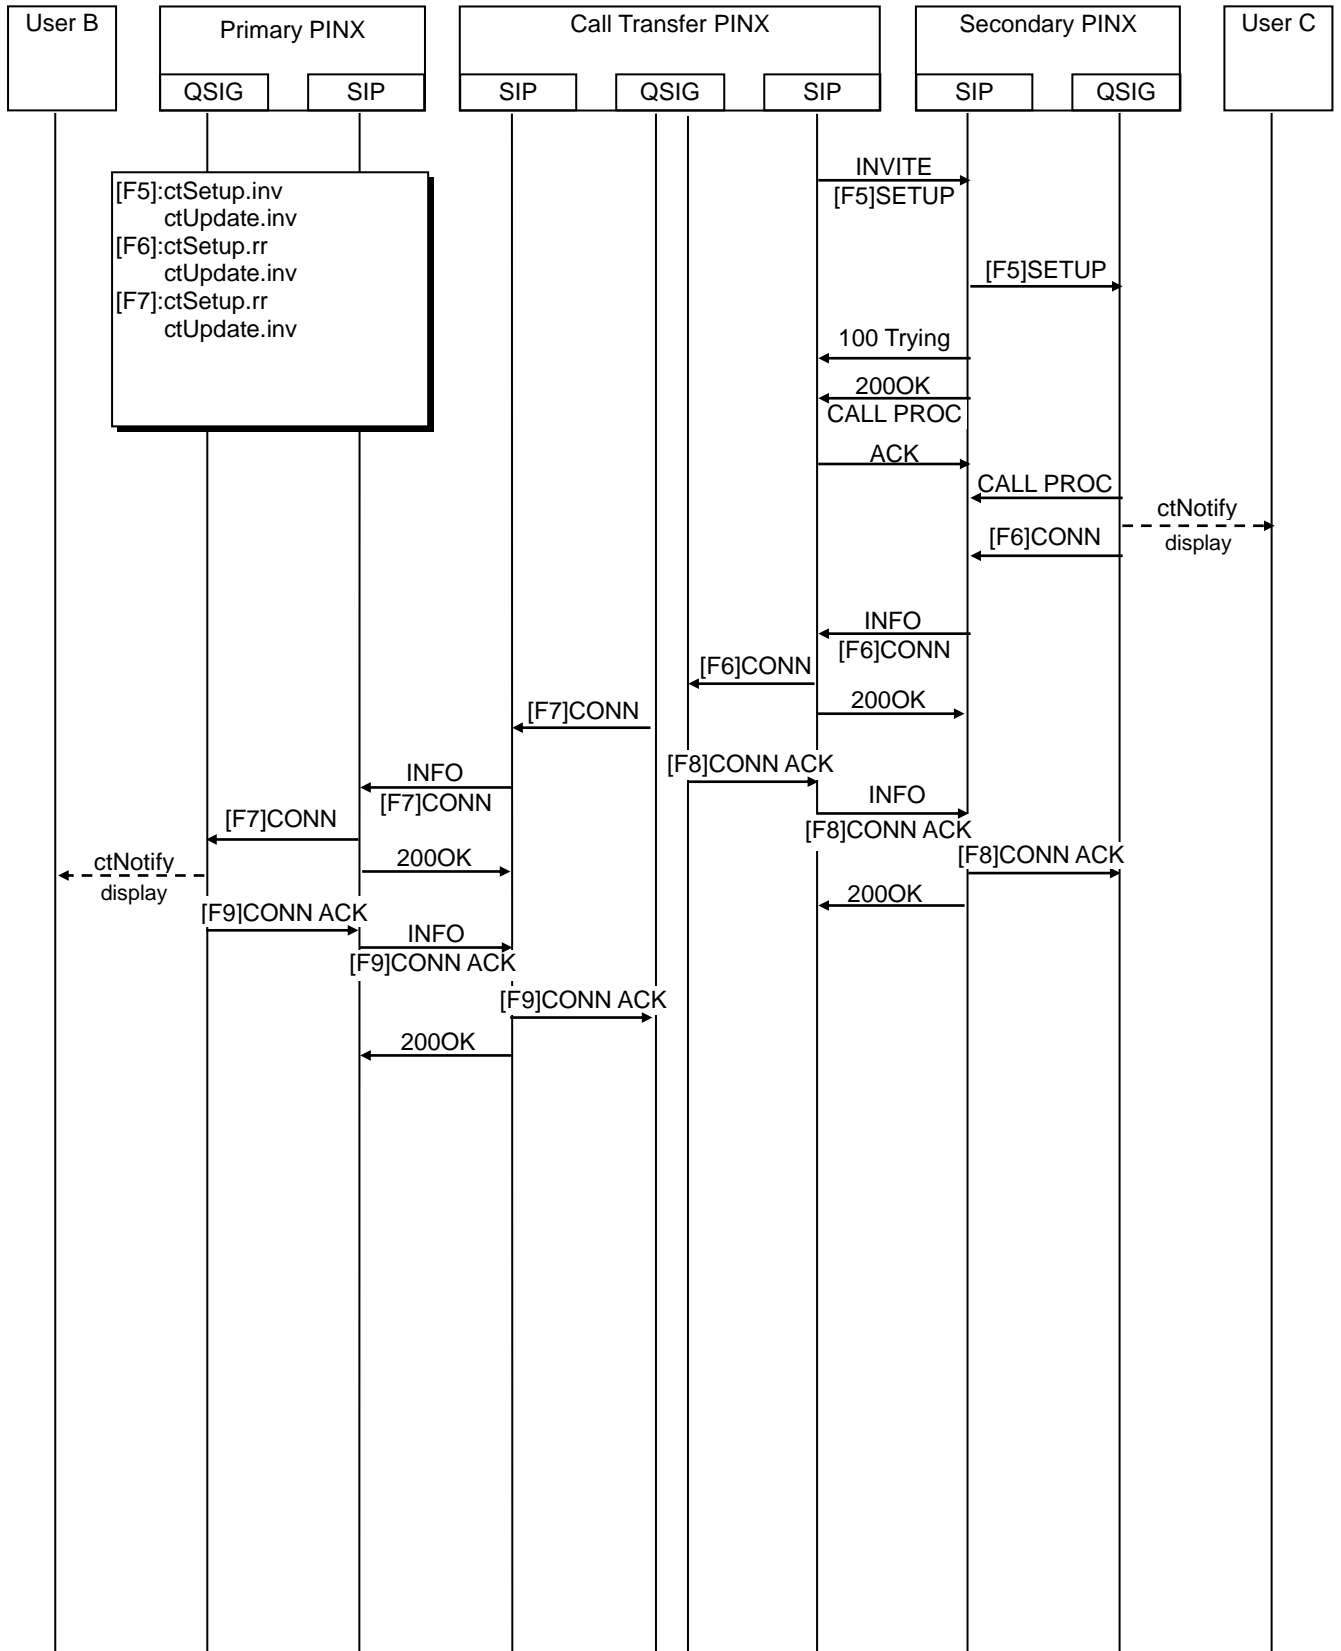 User B
Primary PINX
Call Transfer PINX
Secondary PINX
User C
QSIG
SIP
SIP
QSIG
SIP
SIP
QSIG
[F5]:ctSetup.inv
ctUpdate.inv
[F6]:ctSetup.rr
ctUpdate.inv
[F7]:ctSetup.rr
ctUpdate.inv
INVITE
[F5]SETUP
[F5]SETUP
100 Trying
200OK
CALL PROC
ACK
CALL PROC
ctNotify
display
[F6]CONN
INFO
[F6]CONN
[F6]CONN
200OK
[F7]CONN
[F8]CONN ACK
INFO
[F7]CONN
INFO
[F8]CONN ACK
[F7]CONN
200OK
[F8]CONN ACK
ctNotify
display
200OK
[F9]CONN ACK
INFO
[F9]CONN ACK
[F9]CONN ACK
200OK